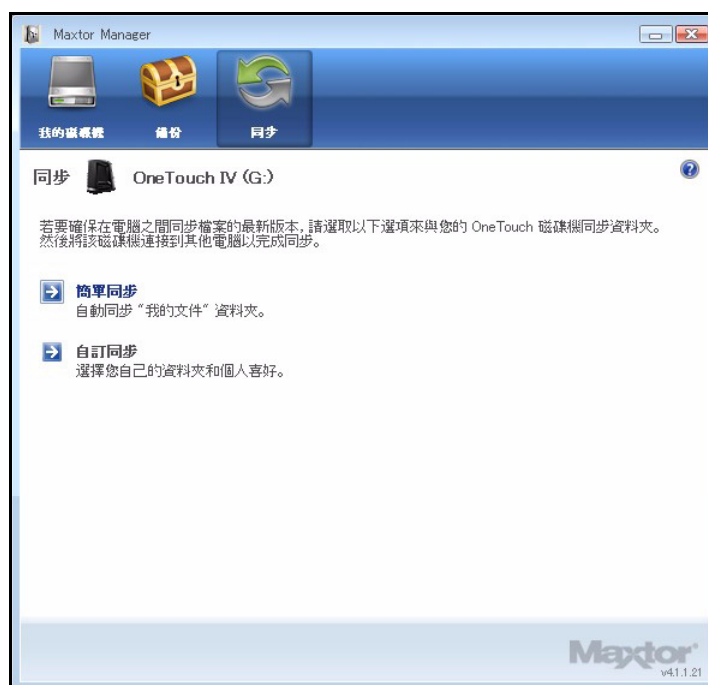 Maxtor Manager
我的磁碟機 備份 同步
同步 OneTouch IV (G:)
若要確保在電腦之間同步檔案的最新版本, 請選取以下選項來與您的 OneTouch 磁碟機同步資料夾。
然後將該磁碟機連接到其他電腦以完成同步。
簡單同步
自動同步 “我的文件” 資料夾。
自訂同步
選擇您自己的資料夾和個人喜好。
Maxtor
v4.1.1.21